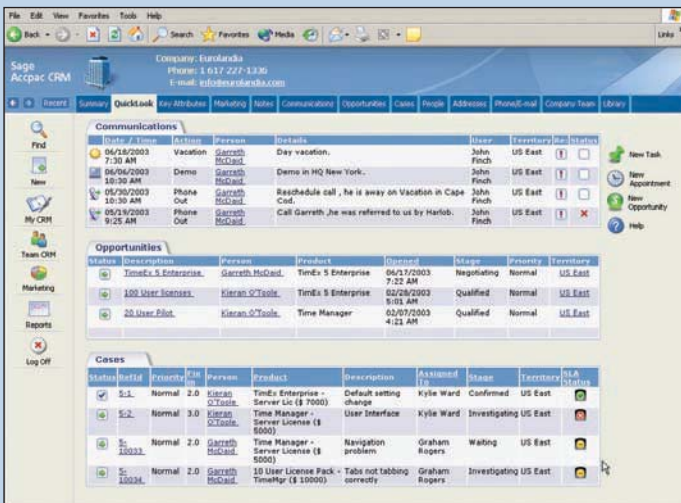 File Edit View Favorites Tools Help
Back Search Favorites Media Links
Sage
Accpac CRM
Company: Eurolandia
Phone: 1 617 227-1336
E-mail: info@eurolandia.com
Recent Summary QuickLook Key Attributes Marketing Notes Communications Opportunities Cases People Addresses Phone/E-mail Company Team Library
Find
New
My CRM
Team CRM
Marketing
Reports
Log Off
Communications
Date / Time Action Person Details User Territory Status
06/18/2003 7:30 AM Vacation Garreth McDaid Day vacation. John Finch US East
06/06/2003 10:30 AM Demo Garreth McDaid Demo in HQ New York. John Finch US East
05/30/2003 10:30 AM Phone Out Garreth McDaid Reschedule call , he is away on Vacation in Cape Cod. John Finch US East
05/19/2003 9:25 AM Phone Out Garreth McDaid Call Garreth ,he was referred to us by Harlob. John Finch US East
New Task
New Appointment
New Opportunity
Help
Opportunities
Status Description Person Product Opened Stage Priority Territory
TimeEx 5 Enterprise Garreth McDaid TimEx 5 Enterprise 06/17/2003 7:22 AM Negotiating Normal US East
100 User licenses Kieran O'Toole TimEx 5 Enterprise 02/28/2003 5:01 AM Qualified Normal US East
20 User Pilot Kieran O'Toole Time Manager 02/07/2003 4:21 AM Qualified Normal US East
Cases
Status RefId Priority Person Product Description Assigned To Stage Territory SLA Status
5-1 Normal 2.0 Kieran O'Toole TimEx Enterprise - Server Lic ($ 7000) Default setting change Kylie Ward Confirmed US East
5-2 Normal 3.0 Kieran O'Toole Time Manager - Server License ($ 5000) User Interface Kylie Ward Investigating US East
5-10033 Normal 2.0 Garreth McDaid Time Manager - Server License ($ 5000) Navigation problem Graham Rogers Waiting US East
5-10034 Normal 2.0 Garreth McDaid 10 User License Pack - TimeMgr ($ 10000) Tabs not tabbing correctly Graham Rogers Investigating US East